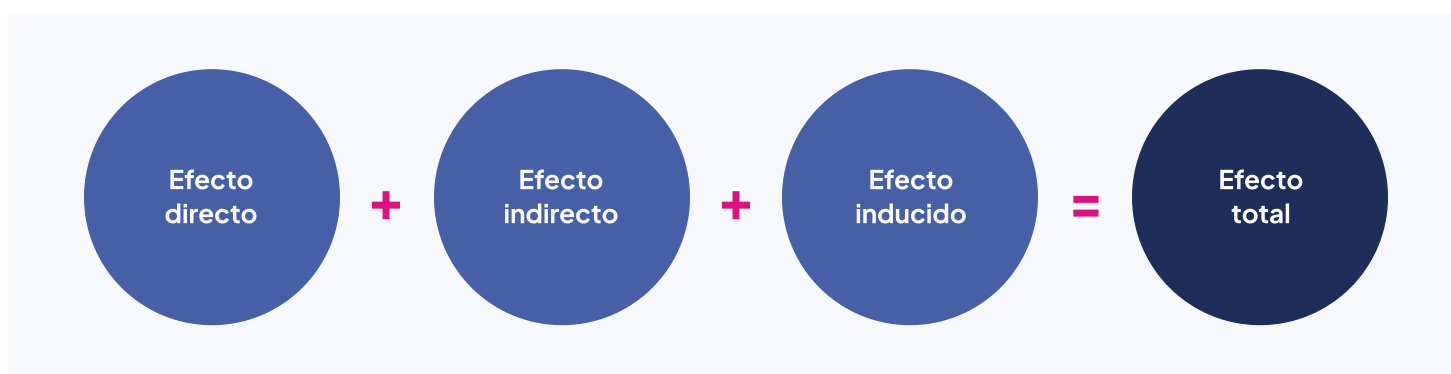 Efecto
directo
+
Efecto
indirecto
+
Efecto
inducido
=
Efecto
total